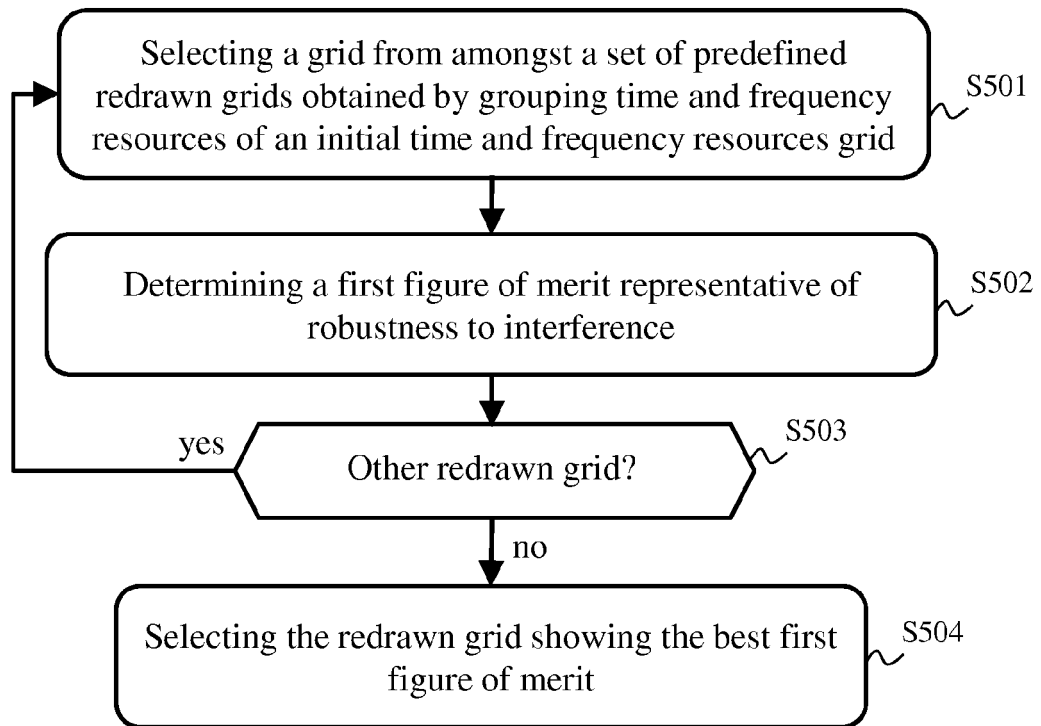 Selecting a grid from amongst a set of predefined
redrawn grids obtained by grouping time and frequency
resources of an initial time and frequency resources grid
S501
Determining a first figure of merit representative of
robustness to interference
S502
yes
Other redrawn grid?
S503
no
Selecting the redrawn grid showing the best first
figure of merit
S504